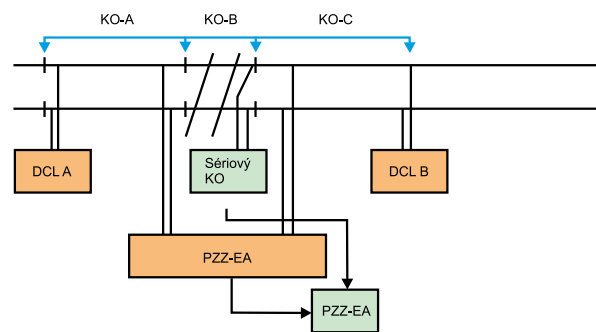 KO-A KO-B KO-C
DCL A
Sériový
KO
DCL B
PZZ-EA
PZZ-EA